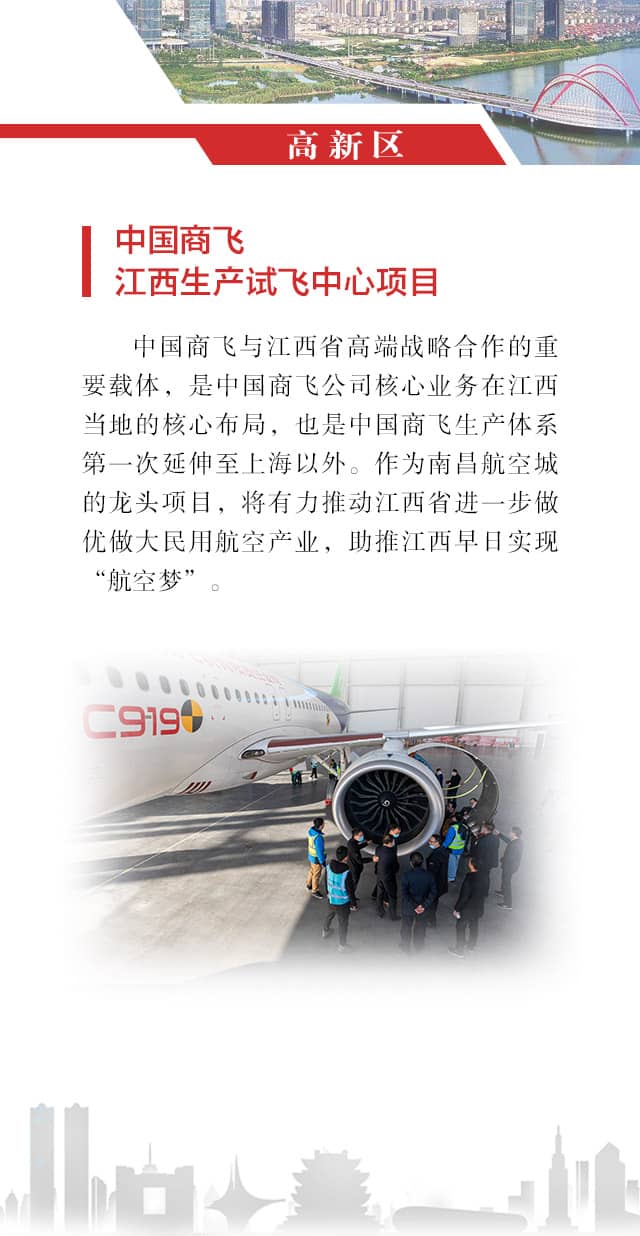 高新区
中国商飞
江西生产试飞中心项目
中国商飞与江西省高端战略合作的重
要载体，是中国商飞公司核心业务在江西
当地的核心布局，也是中国商飞生产体系
第一次延伸至上海以外。作为南昌航空城
的龙头项目，将有力推动江西省进一步做
优做大民用航空产业，助推江西早日实现
“航空梦”。
C919